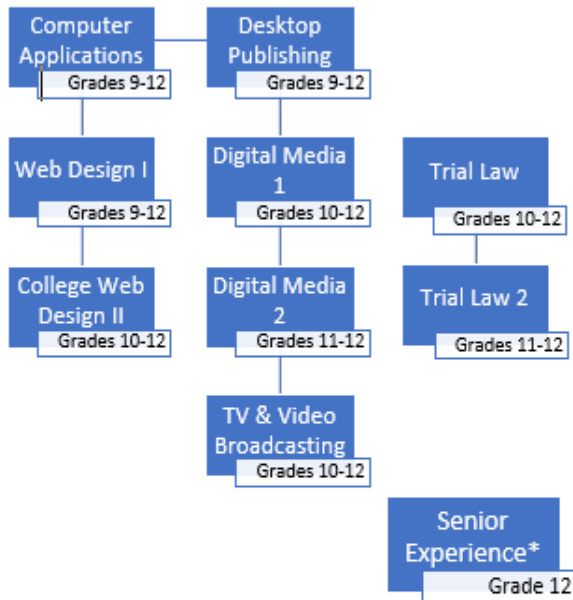 Computer
Applications
Grades 9-12
Desktop
Publishing
Grades 9-12
Web Design I
Grades 9-12
Digital Media
1
Grades 10-12
Trial Law
Grades 10-12
College Web
Design II
Grades 10-12
Digital Media
2
Grades 11-12
Trial Law 2
Grades 11-12
TV & Video
Broadcasting
Grades 10-12
Senior
Experience*
Grade 12